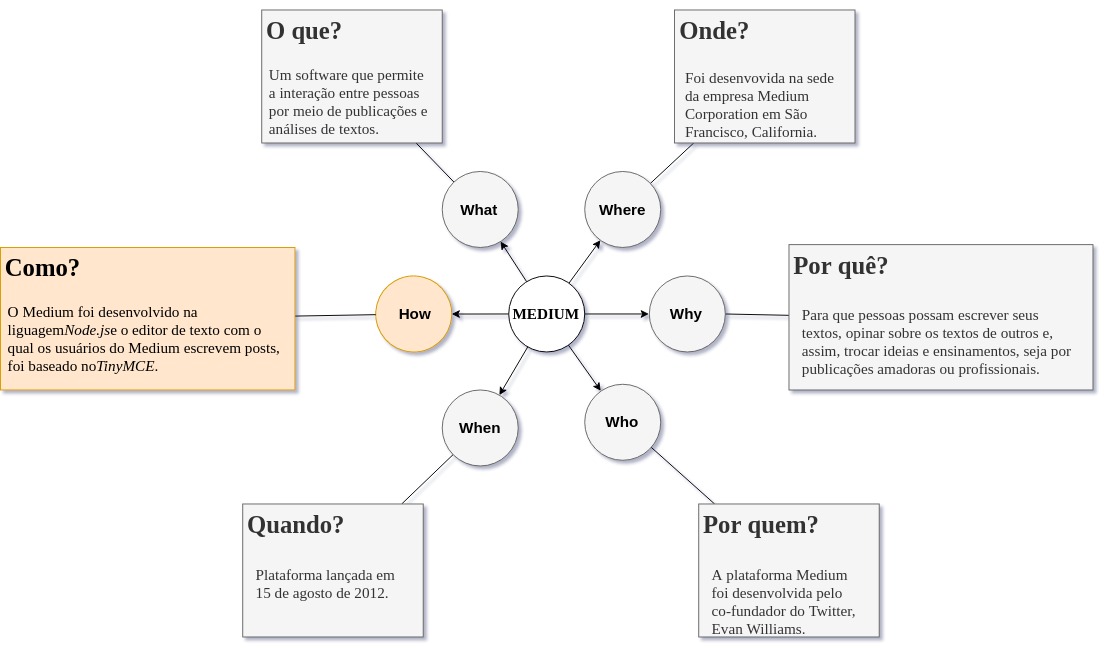 O que?
Um software que permite
a interação entre pessoas
por meio de publicações e
análises de textos.
Onde?
Foi desenvovida na sede
da empresa Medium
Corporation em São
Francisco, California.
What
Where
Como?
O Medium foi desenvolvido na
liguagemNode.jse o editor de texto com o
qual os usuários do Medium escrevem posts,
foi baseado noTinyMCE.
How
MEDIUM
Why
Por quê?
Para que pessoas possam escrever seus
textos, opinar sobre os textos de outros e,
assim, trocar ideias e ensinamentos, seja por
publicações amadoras ou profissionais.
When
Who
Quando?
Plataforma lançada em
15 de agosto de 2012.
Por quem?
A plataforma Medium
foi desenvolvida pelo
co-fundador do Twitter,
Evan Williams.